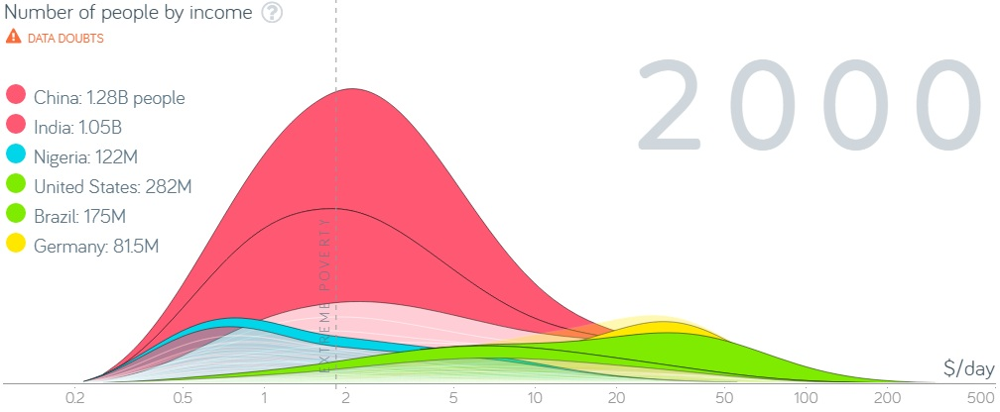 Number of people by income ?
DATA DOUBTS
2000
China: 1.28B people
India: 1.05B
Nigeria: 122M
United States: 282M
Brazil: 175M
Germany: 81.5M
EXTREME POVERTY
$/day
0.2 0.5 1 2 5 10 20 50 100 200 500